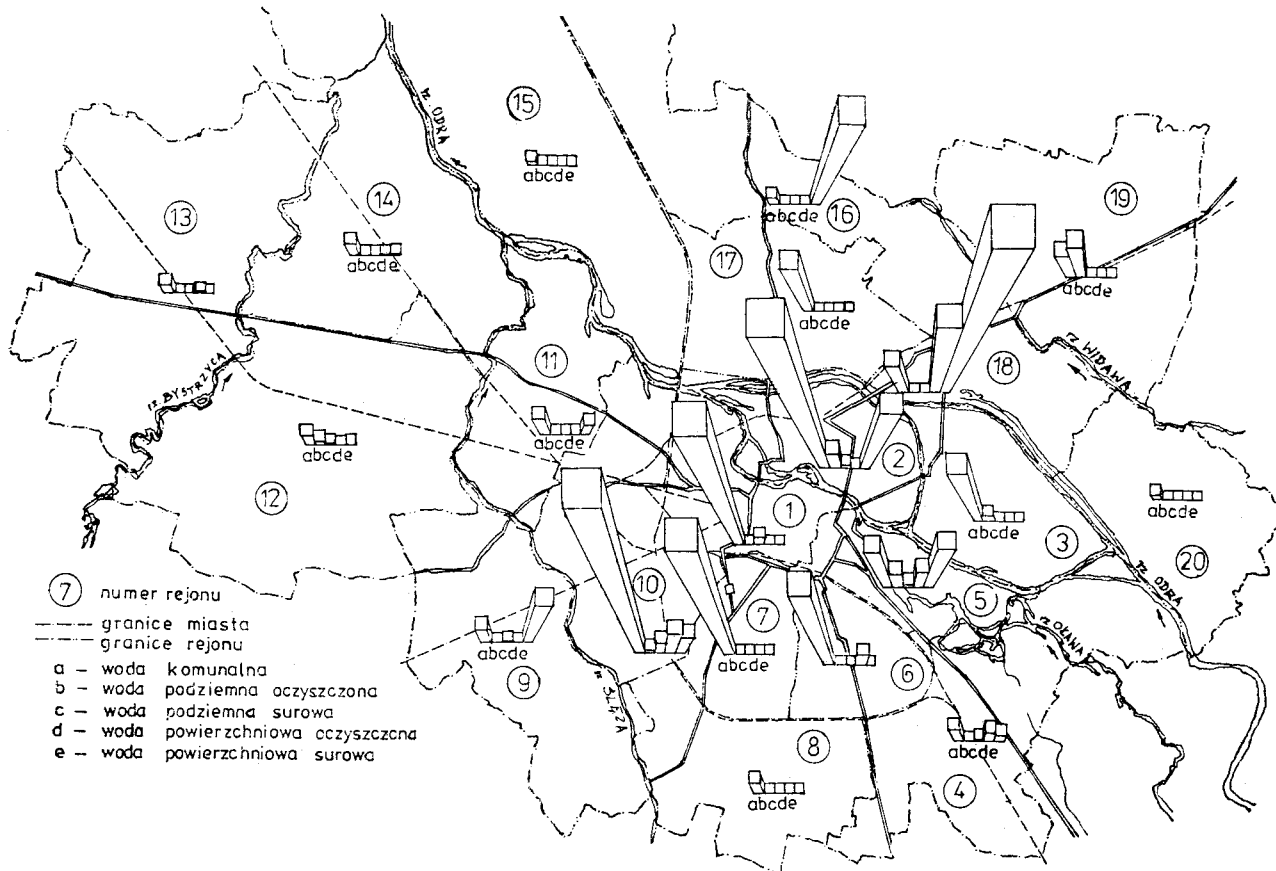 rz. ODRA
15
abcde
14
19
abcde
16
13
abcde
17
abcde
abcde
11
18
rz WIDAWA
rz BYSTRZYCA
abcde
abcde
2
12
abcde
1
abcde
3
20
rz ODRA
10
5
7
rz OŁAWA
abcde
abcde
6
9
rz ŚLĘZA
8
abcde
4
abcde
7 numer rejonu
granice miasta
granice rejonu
a – woda komunalna
b – woda podziemna oczyszczona
c – woda podziemna surowa
d – woda powierzchniowa oczyszczona
e – woda powierzchniowa surowa